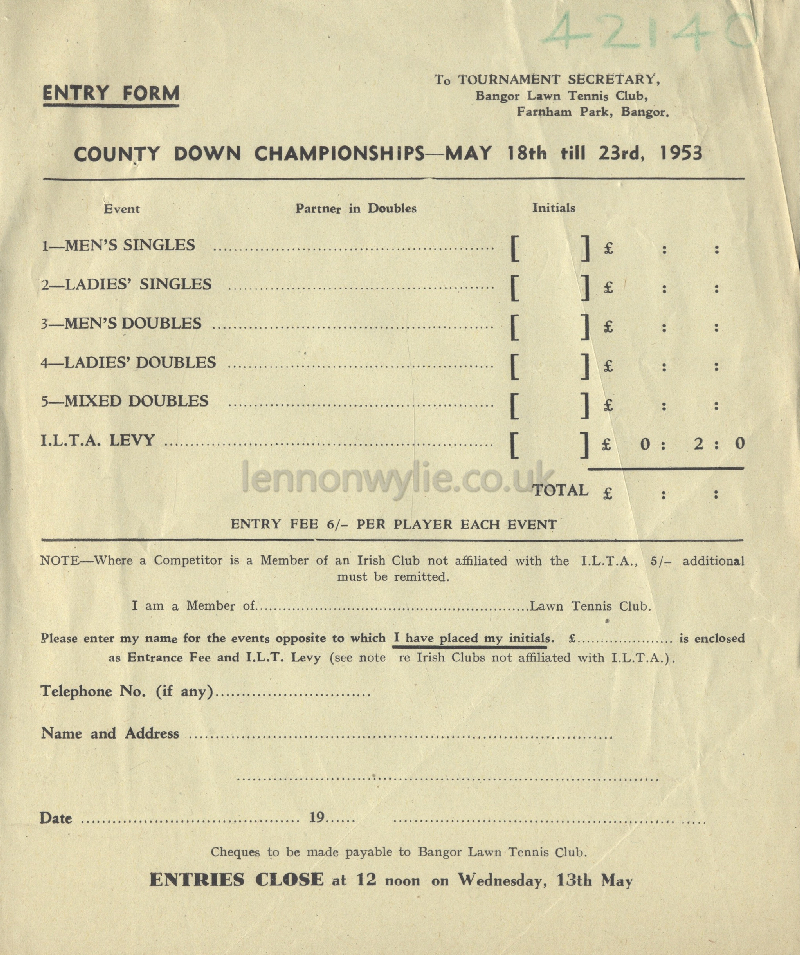 42140
ENTRY FORM
To TOURNAMENT SECRETARY,
Bangor Lawn Tennis Club,
Farnham Park, Bangor.
COUNTY DOWN CHAMPIONSHIPS—MAY 18th till 23rd, 1953
Event Partner in Doubles Initials
1—MEN'S SINGLES .......... [ ] £ : :
2—LADIES' SINGLES .......... [ ] £ : :
3—MEN'S DOUBLES .......... [ ] £ : :
4—LADIES' DOUBLES .......... [ ] £ : :
5—MIXED DOUBLES .......... [ ] £ : :
I.L.T.A. LEVY .......... [ ] £ 0 : 2 : 0
lennonwylie.co.uk
TOTAL £ : :
ENTRY FEE 6/- PER PLAYER EACH EVENT
NOTE—Where a Competitor is a Member of an Irish Club not affiliated with the I.L.T.A., 5/- additional
must be remitted.
I am a Member of..........Lawn Tennis Club.
Please enter my name for the events opposite to which I have placed my initials. £.......... is enclosed
as Entrance Fee and I.L.T. Levy (see note re Irish Clubs not affiliated with I.L.T.A.).
Telephone No. (if any)..........
Name and Address ..........
..........
Date .......... 19...... ..........
Cheques to be made payable to Bangor Lawn Tennis Club.
ENTRIES CLOSE at 12 noon on Wednesday, 13th May